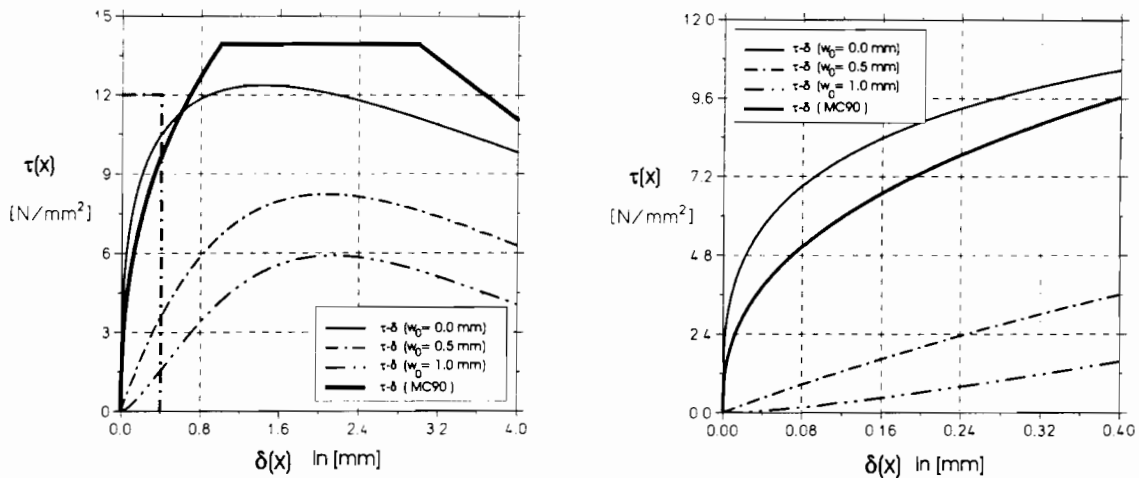 15
12
9
6
3
0
τ(x)
[N/mm²]
τ-δ (w₀= 0.0 mm)
τ-δ (w₀= 0.5 mm)
τ-δ (w₀= 1.0 mm)
τ-δ ( MC90 )
0.0 0.8 1.6 2.4 3.2 4.0
δ(x) in [mm]
12.0
9.6
7.2
4.8
2.4
0.0
τ(x)
[N/mm²]
τ-δ (w₀= 0.0 mm)
τ-δ (w₀= 0.5 mm)
τ-δ (w₀= 1.0 mm)
τ-δ ( MC90 )
0.00 0.08 0.16 0.24 0.32 0.40
δ(x) in [mm]